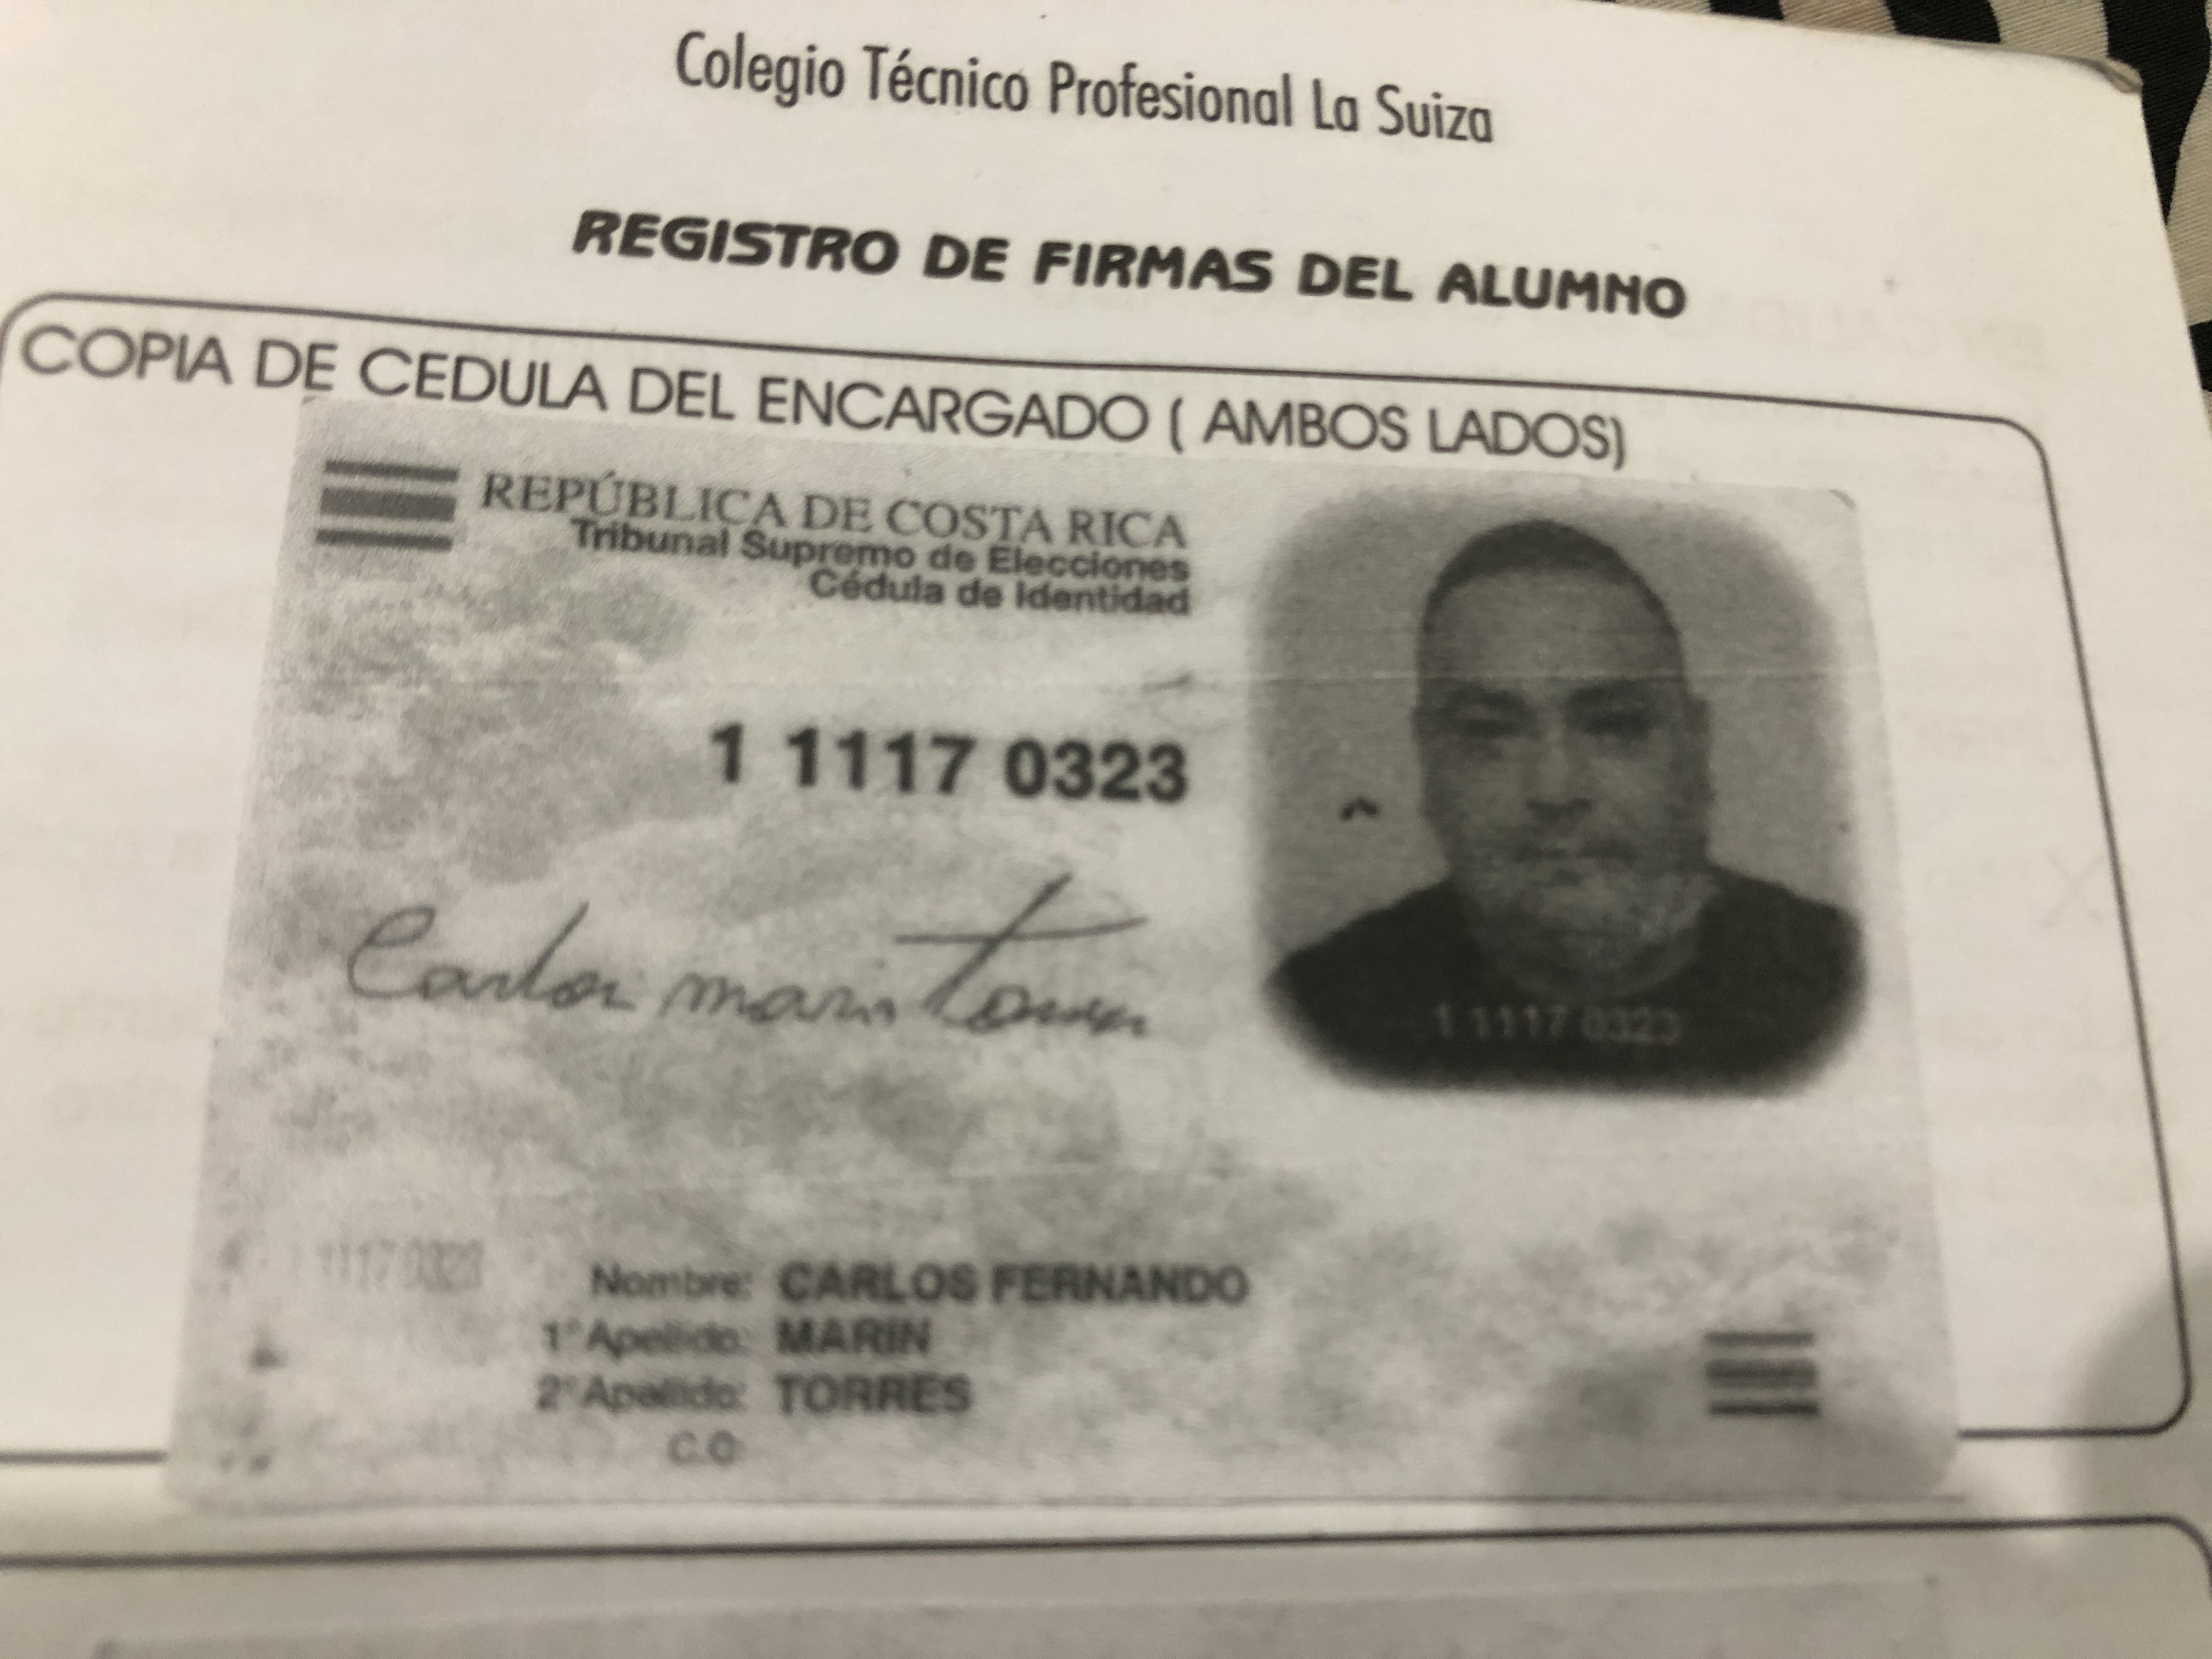 Colegio Técnico Profesional La Suiza
REGISTRO DE FIRMAS DEL ALUMNO
COPIA DE CEDULA DEL ENCARGADO ( AMBOS LADOS)
REPÚBLICA DE COSTA RICA
Tribunal Supremo de Elecciones
Cédula de Identidad
1 1117 0323
Carlos marin Torres
1 1117 0323
1 1117 0323
Nombre: CARLOS FERNANDO
1° Apellido: MARIN
2° Apellido: TORRES
C.O